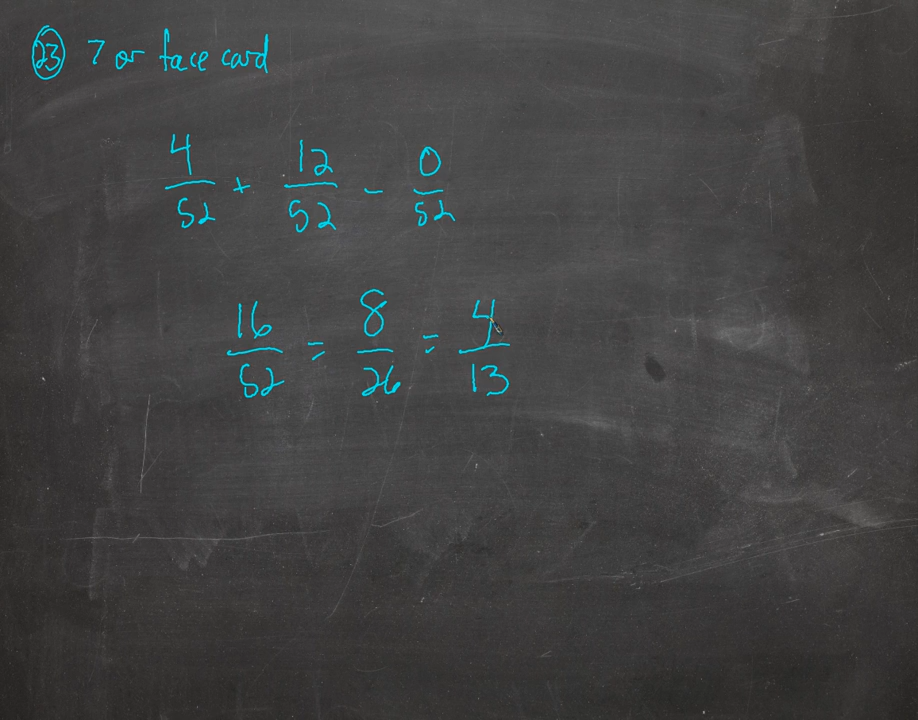 23 7 or face card
4/52 + 12/52 - 0/52
16/52 = 8/26 = 4/13